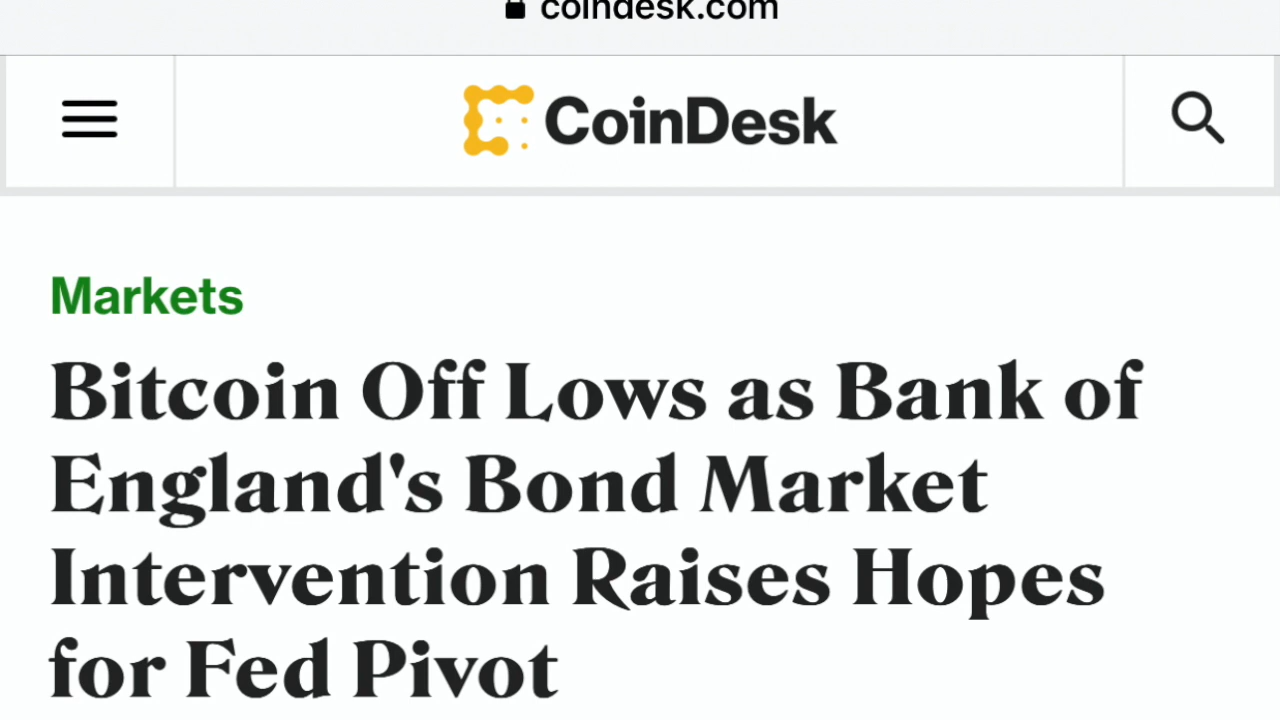 coindesk.com
CoinDesk
Markets
Bitcoin Off Lows as Bank of
England's Bond Market
Intervention Raises Hopes
for Fed Pivot